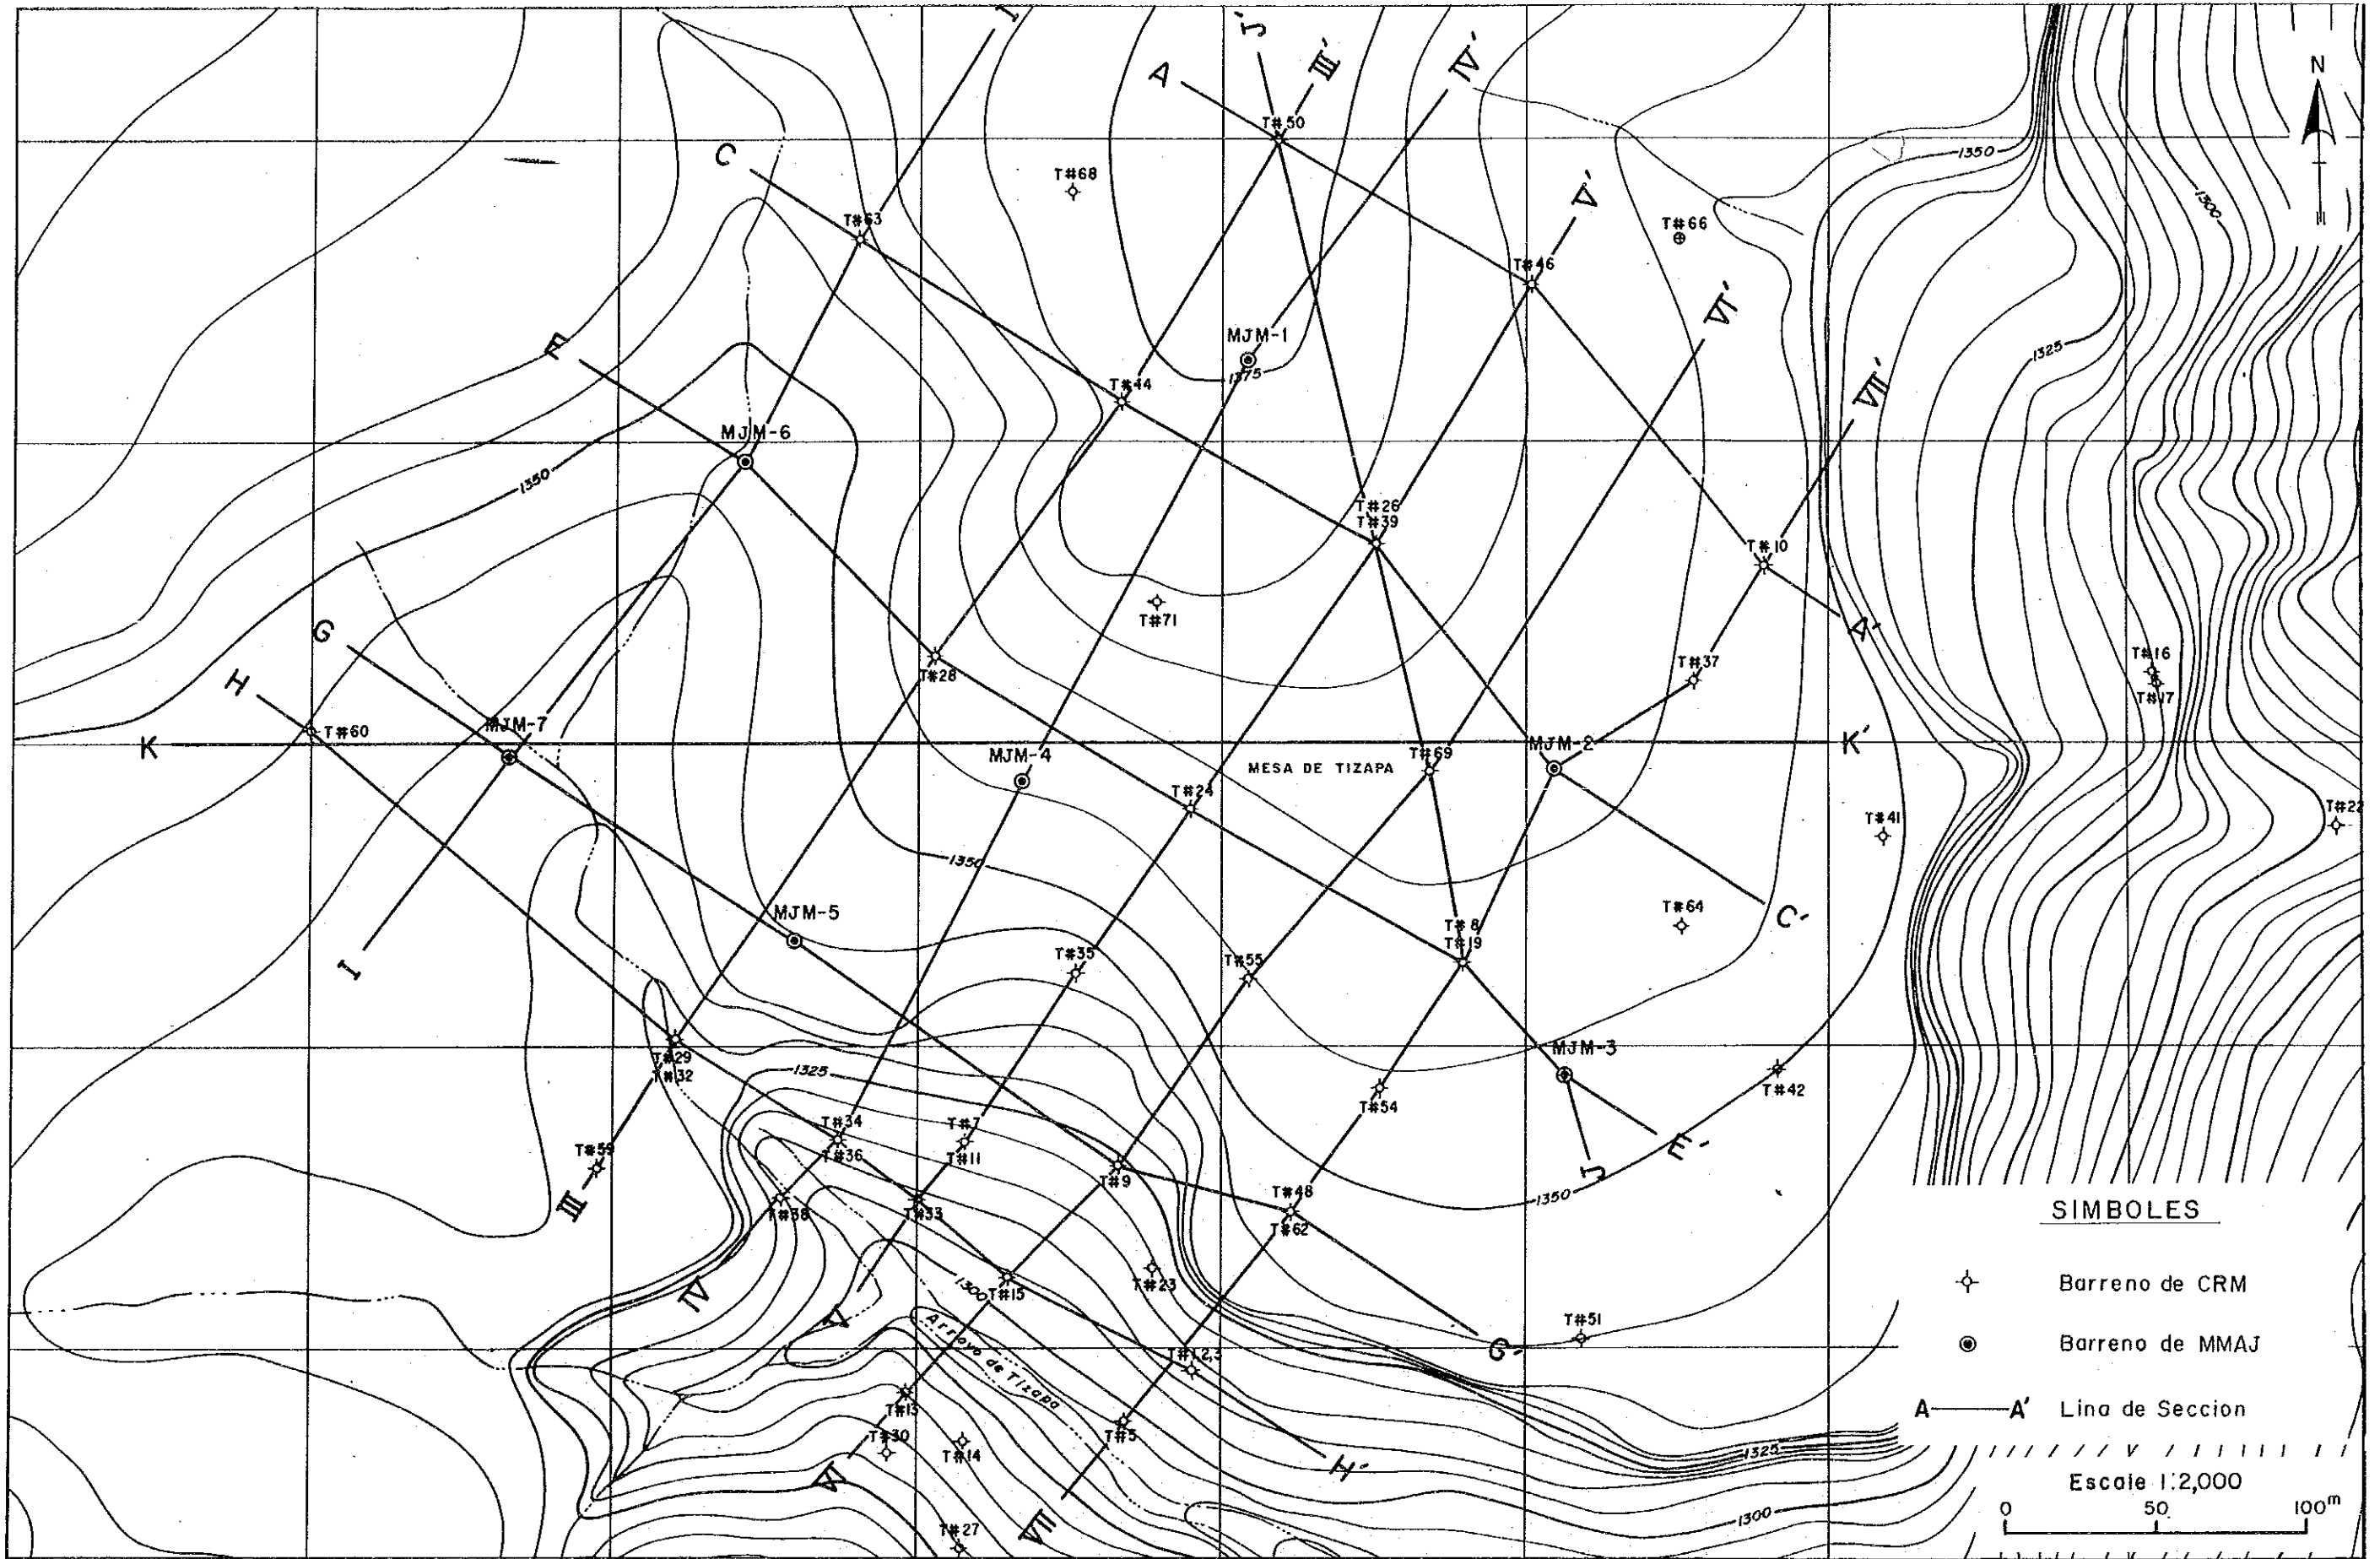 I
J'
III'
IV'
A
N
T#50
1350
C
T#68
V'
1300
T#63
T#66
T#46
VI'
MJM-1
F
1325
1375
T#44
VII'
MJM-6
1350
T#26
T#39
T#10
G
T#71
A'
T#37
T#16
H
T#28
T#17
T#60
MJM-7
K
K'
MJM-4
MESA DE TIZAPA
T#69
MJM-2
T#24
T#22
T#41
1350
MJM-5
T#64
C'
T#8
T#19
T#35
T#55
I
MJM-3
T#29
T#32
1325
T#42
T#54
T#34
T#7
T#36
T#11
E'
J
T#59
T#9
III
T#48
1350
T#38
T#33
T#62
SIMBOLES
T#23
Barreno de CRM
IV
1300
T#15
V
Arroyo de Tizapa
T#51
G'
Barreno de MMAJ
T#1,2,3
A A' Lina de Seccion
T#13
T#30
T#14
T#5
1325
H'
VI
Escale 1:2,000
0 50 100m
1300
T#27
VII